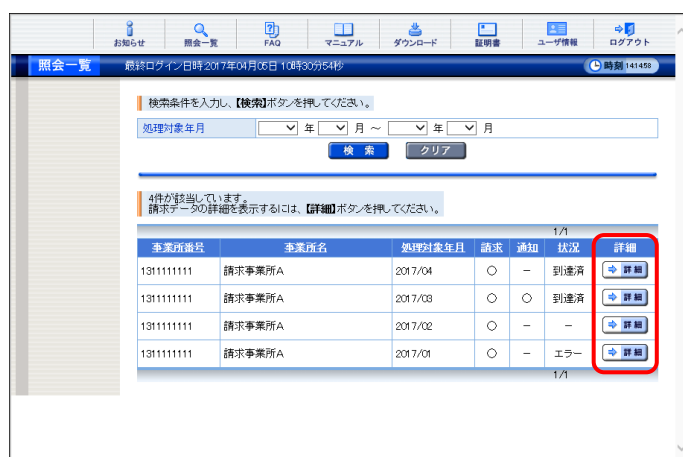 お知らせ 照会一覧 FAQ マニュアル ダウンロード 証明書 ユーザ情報 ログアウト
照会一覧 最終ログイン日時:2017年04月05日 10時30分54秒 時刻 141458
検索条件を入力し、【検索】ボタンを押してください。
処理対象年月 年 月 ～ 年 月
検 索 クリア
4件が該当しています。
請求データの詳細を表示するには、【詳細】ボタンを押してください。
1/1
事業所番号 事業所名 処理対象年月 請求 通知 状況 詳細
1311111111 請求事業所A 2017/04 ○ － 到達済 詳細
1311111111 請求事業所A 2017/03 ○ ○ 到達済 詳細
1311111111 請求事業所A 2017/02 ○ － － 詳細
1311111111 請求事業所A 2017/01 ○ － エラー 詳細
1/1